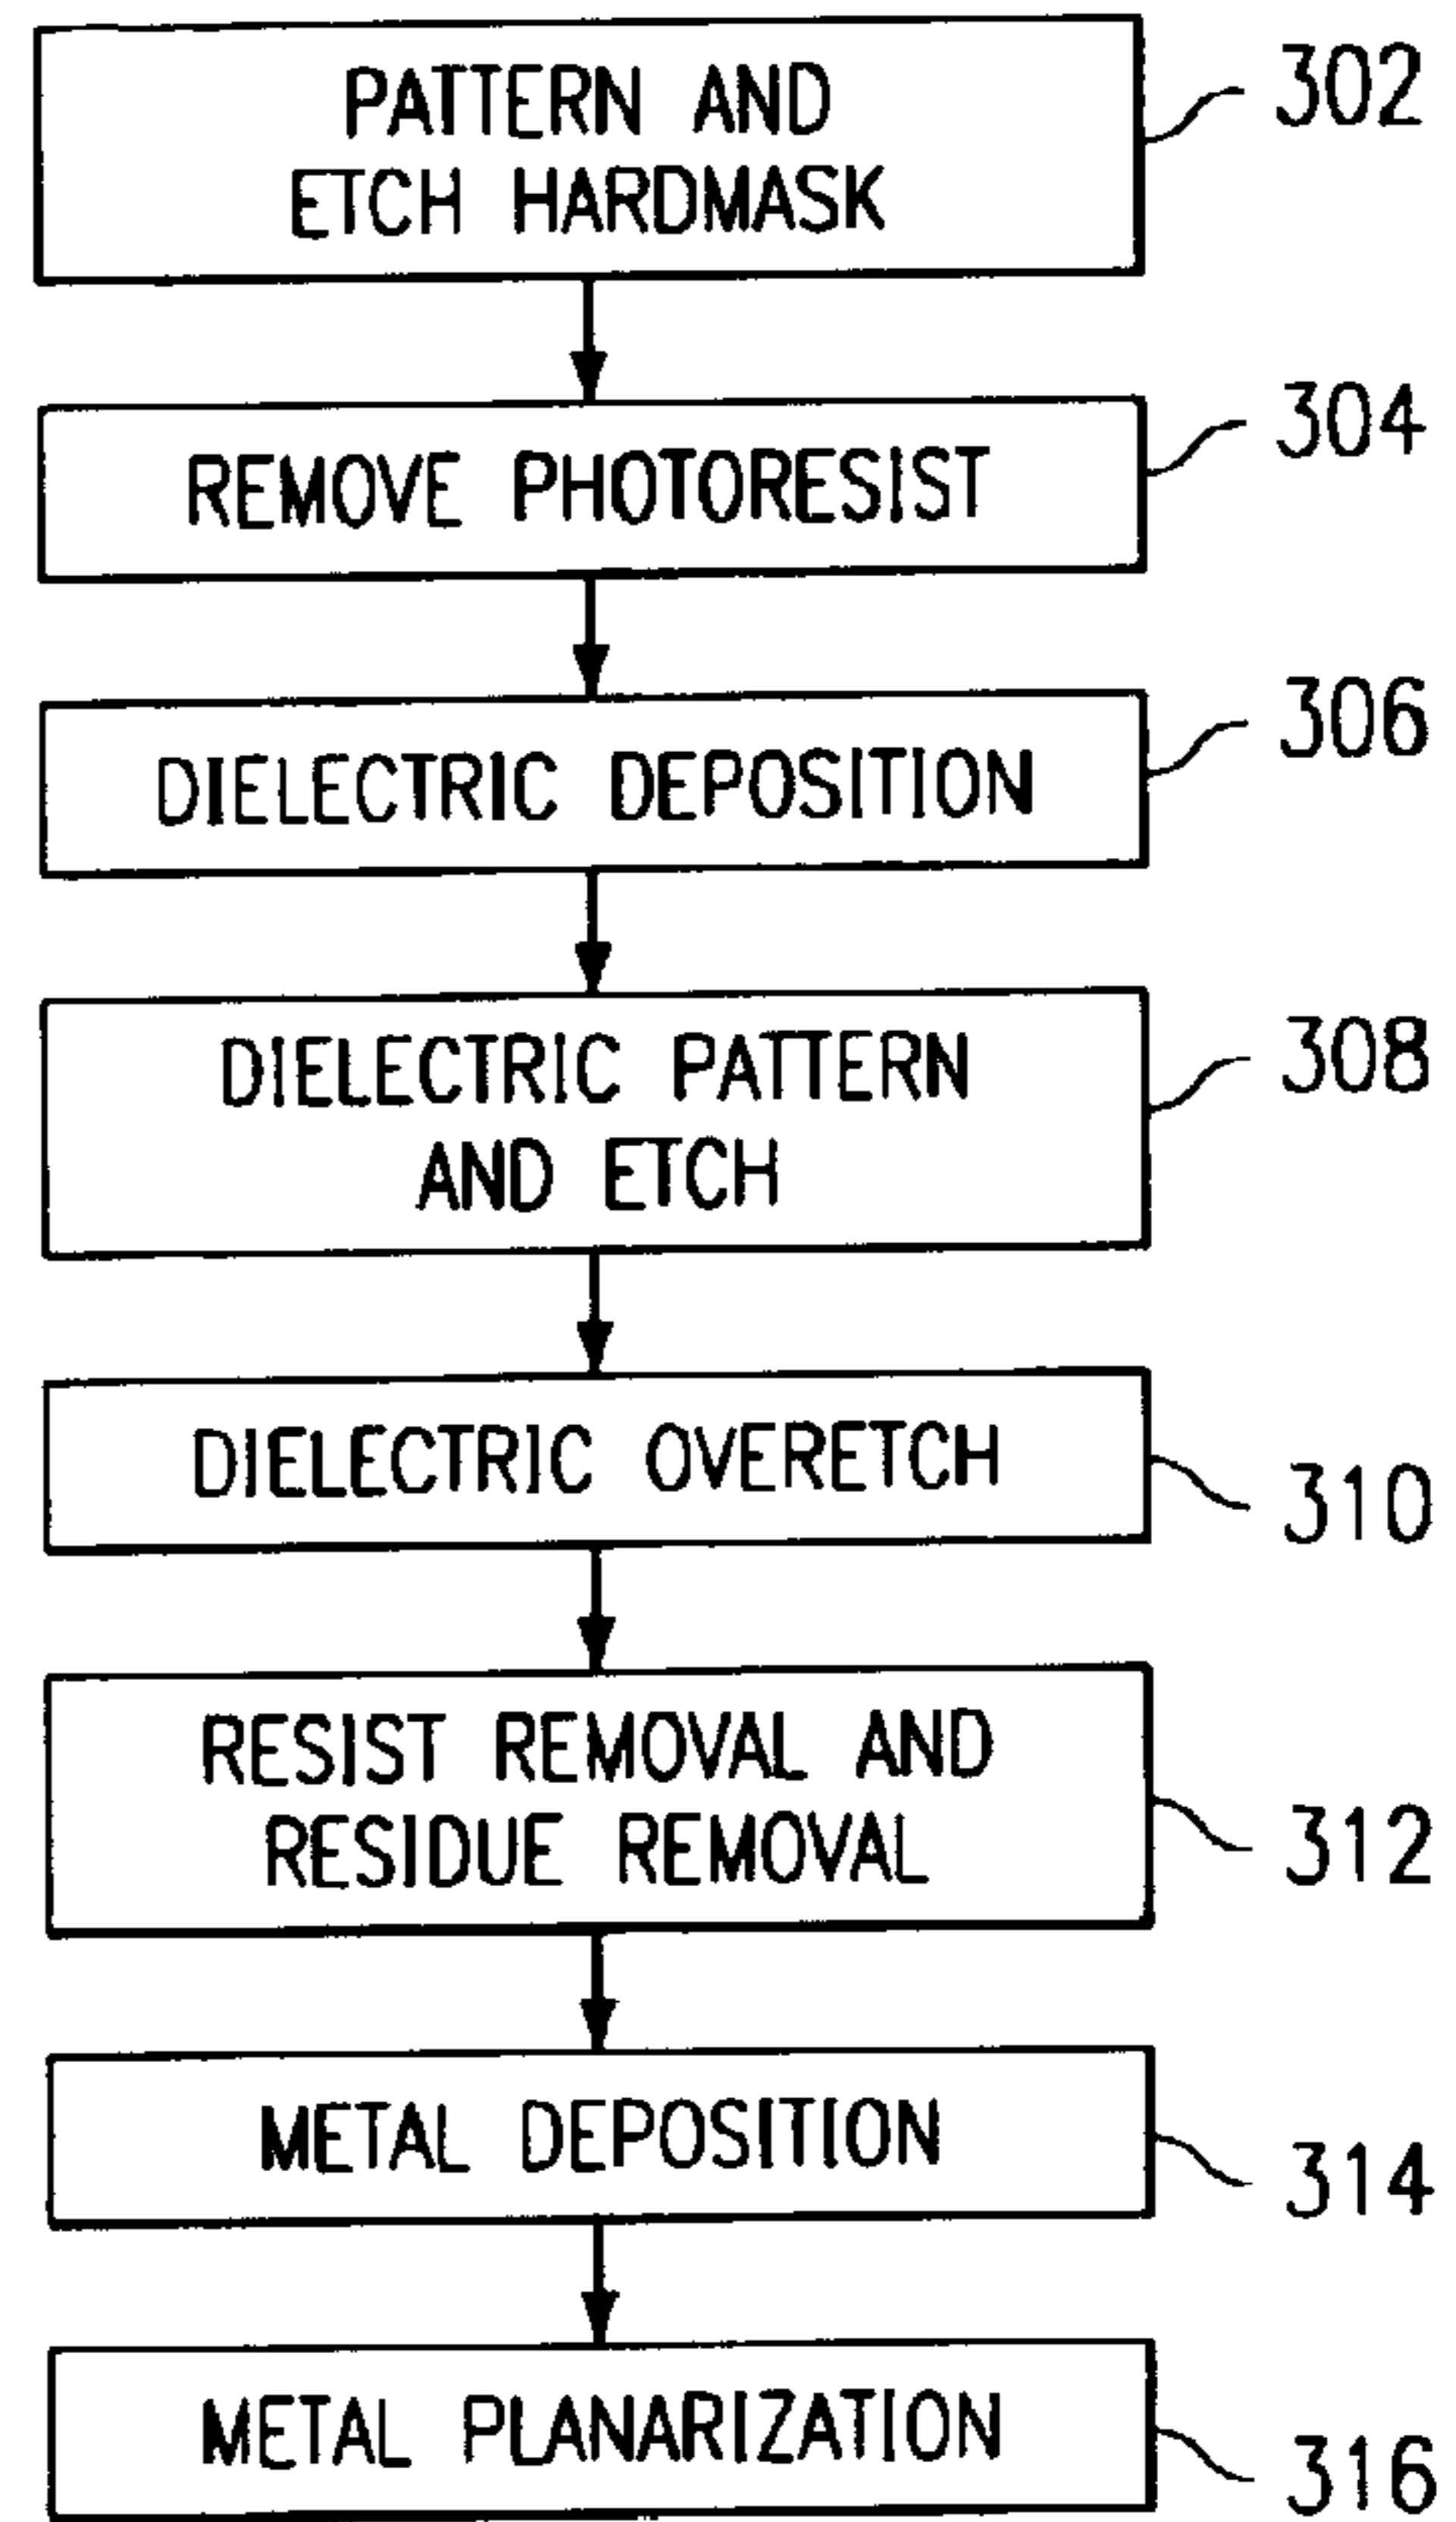 PATTERN AND
ETCH HARDMASK
302
REMOVE PHOTORESIST
304
DIELECTRIC DEPOSITION
306
DIELECTRIC PATTERN
AND ETCH
308
DIELECTRIC OVERETCH
310
RESIST REMOVAL AND
RESIDUE REMOVAL
312
METAL DEPOSITION
314
METAL PLANARIZATION
316